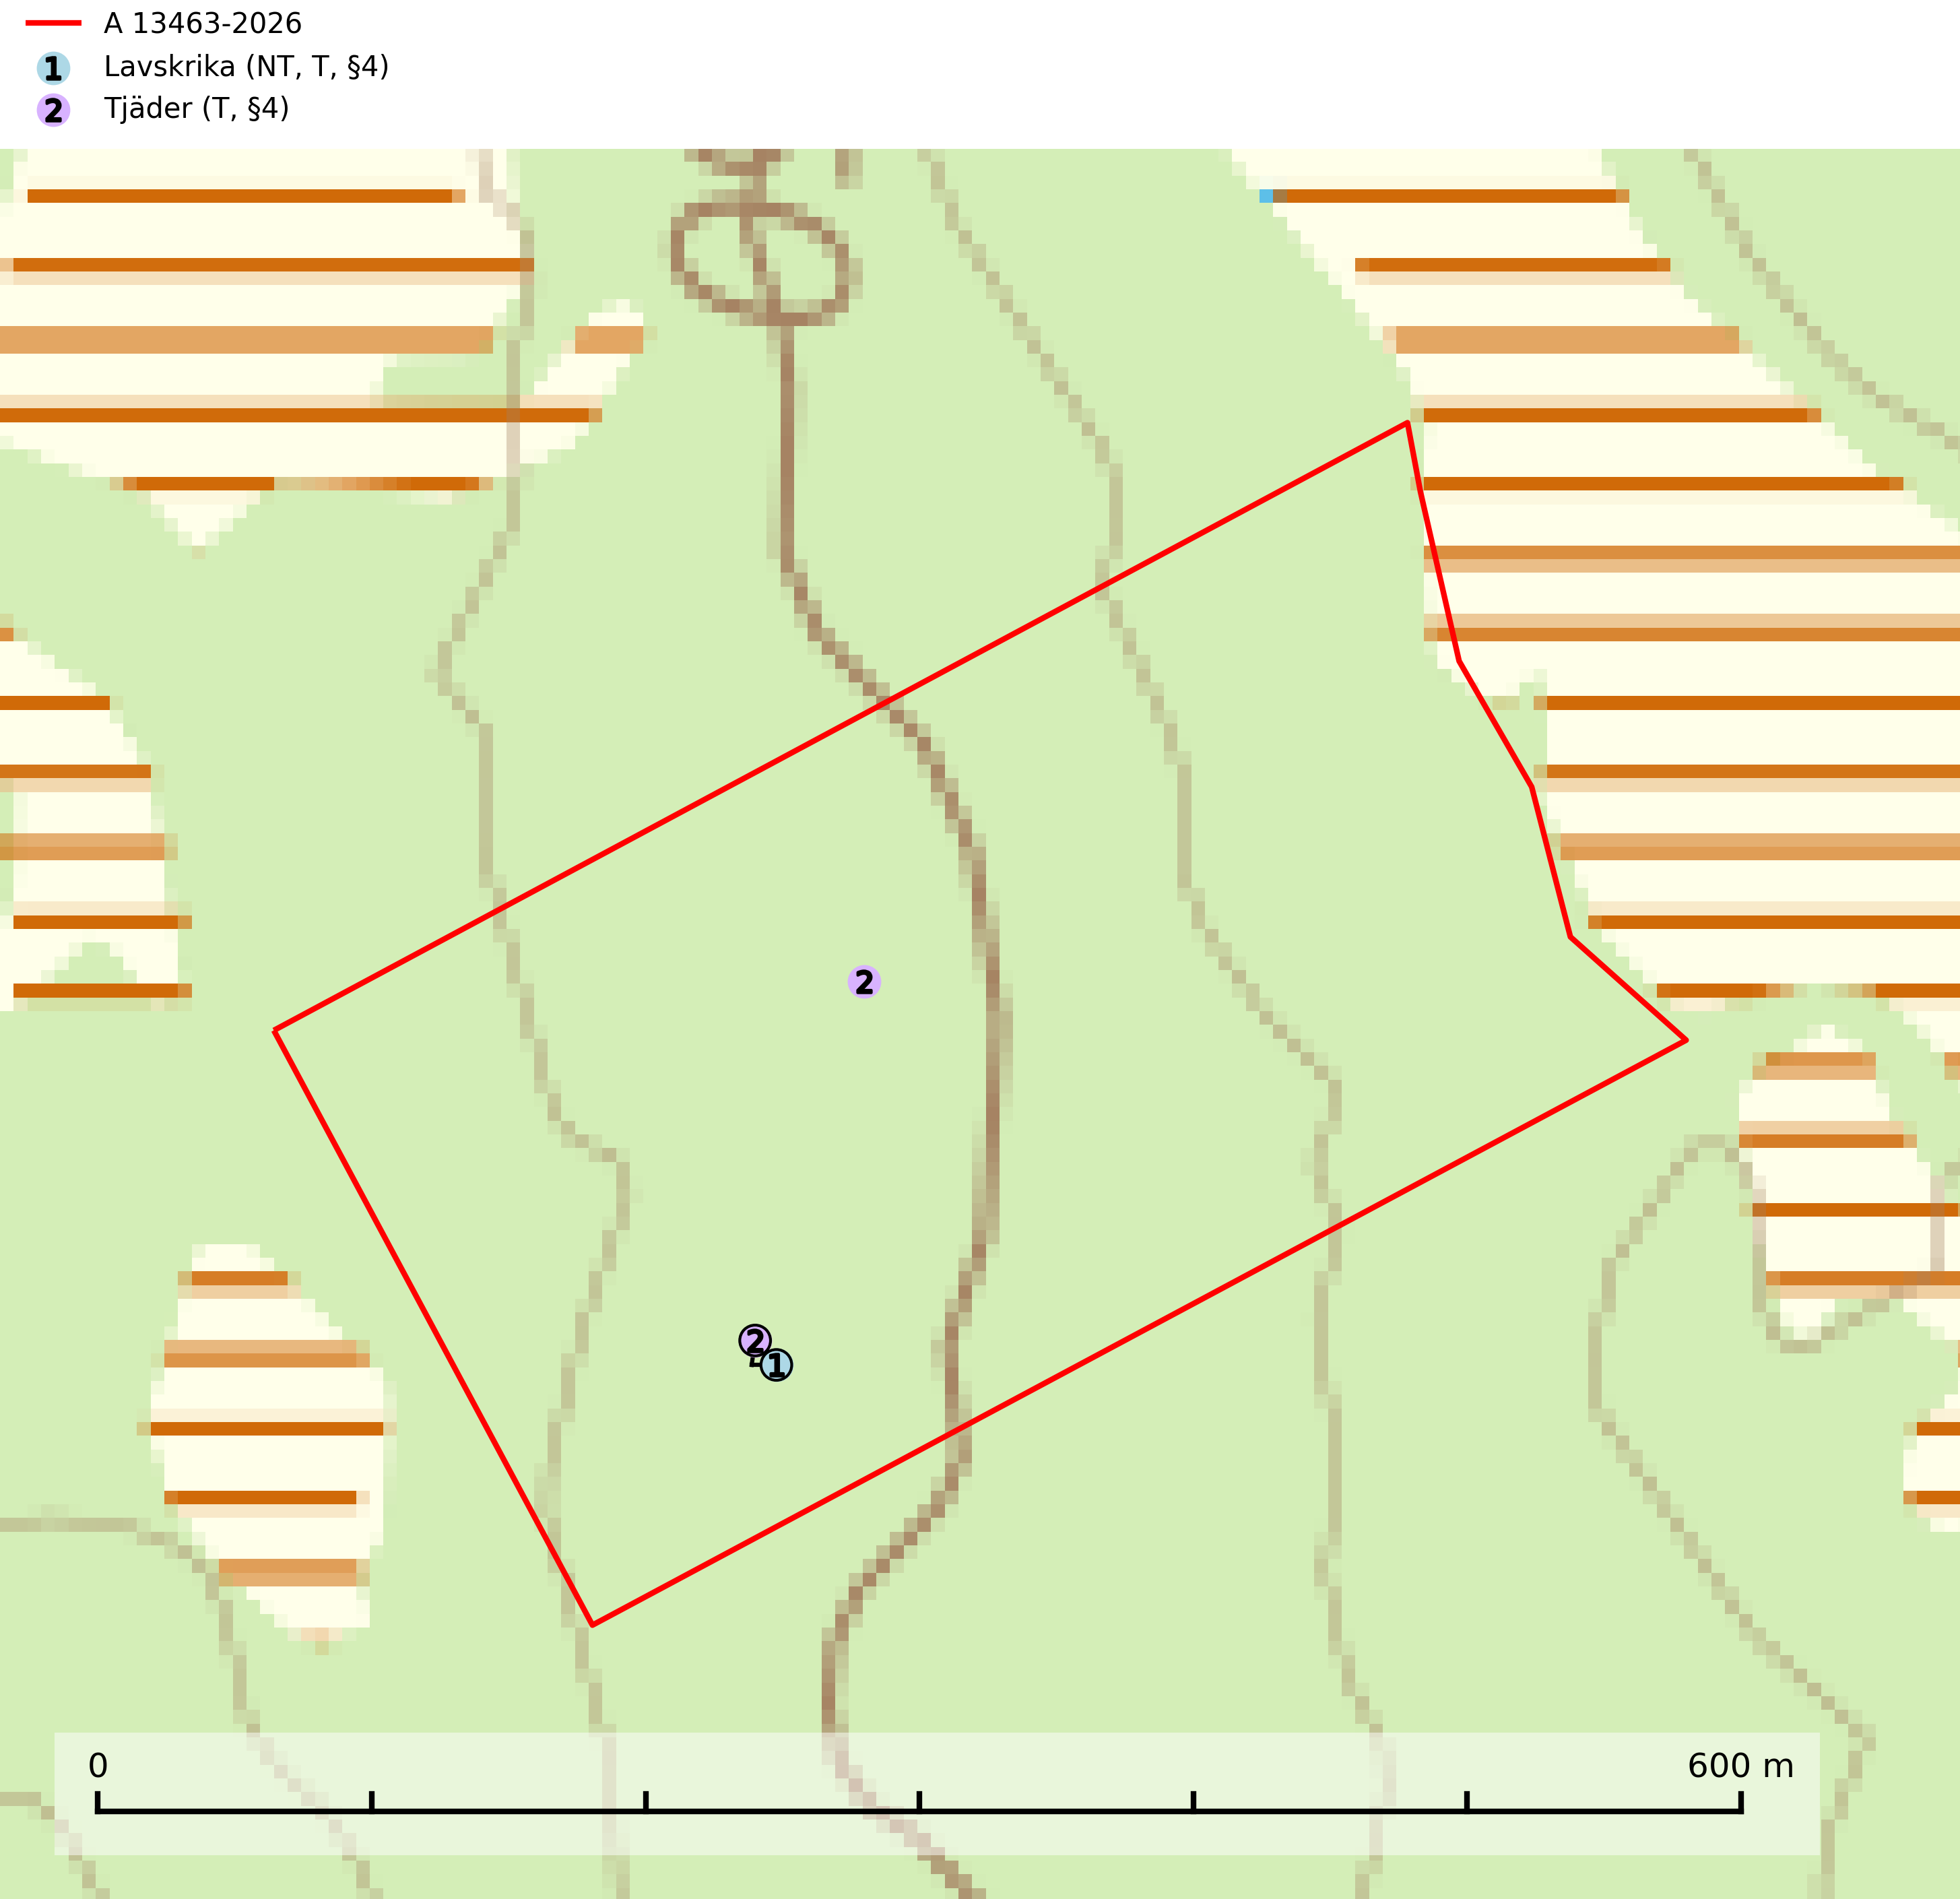 A 13463-2026
1 Lavskrika (NT, T, §4)
2 Tjäder (T, §4)
2
2
1
0 600 m